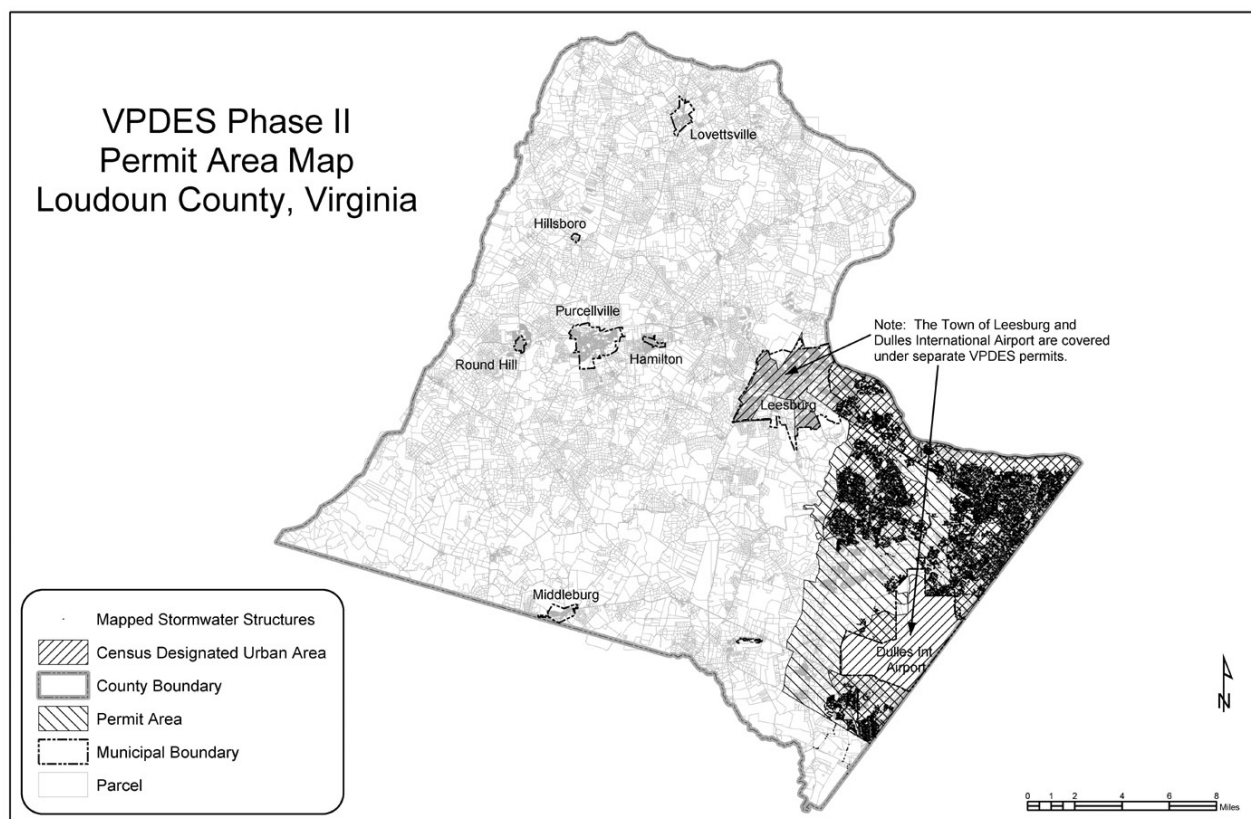 VPDES Phase II
Permit Area Map
Loudoun County, Virginia
Lovettsville
Hillsboro
Purcellville
Round Hill
Hamilton
Note: The Town of Leesburg and
Dulles International Airport are covered
under separate VPDES permits.
Leesburg
Middleburg
Dulles Int
Airport
Mapped Stormwater Structures
Census Designated Urban Area
County Boundary
Permit Area
Municipal Boundary
Parcel
N
0 1 2 4 6 8
Miles